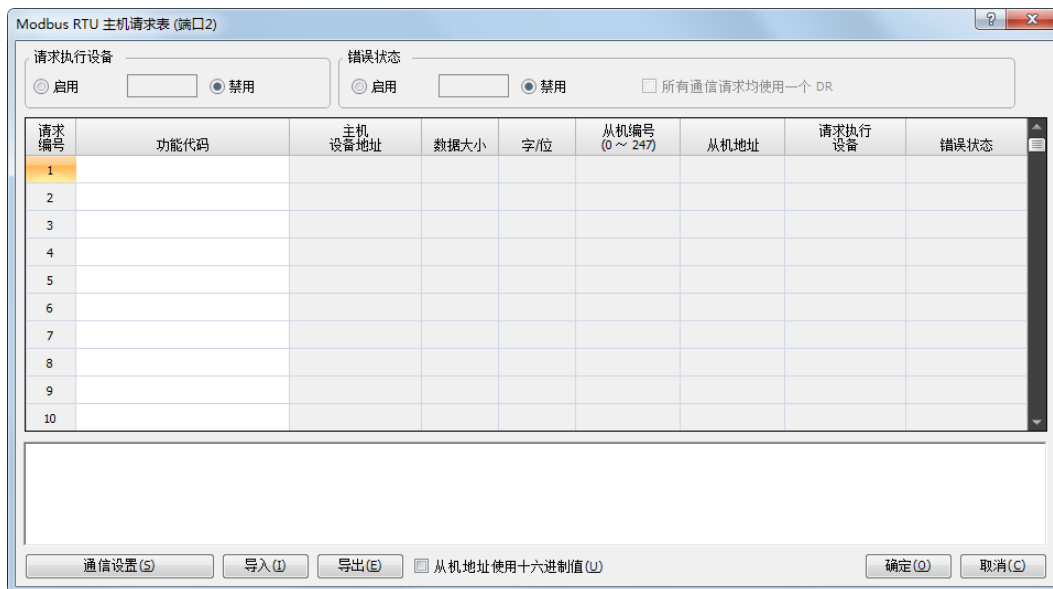 Modbus RTU 主机请求表 (端口2)
请求执行设备
启用
禁用
错误状态
启用
禁用
所有通信请求均使用一个 DR
请求
编号
功能代码
主机
设备地址
数据大小
字/位
从机编号
(0 ～ 247)
从机地址
请求执行
设备
错误状态
1
2
3
4
5
6
7
8
9
10
通信设置(S)
导入(I)
导出(E)
从机地址使用十六进制值(U)
确定(O)
取消(C)